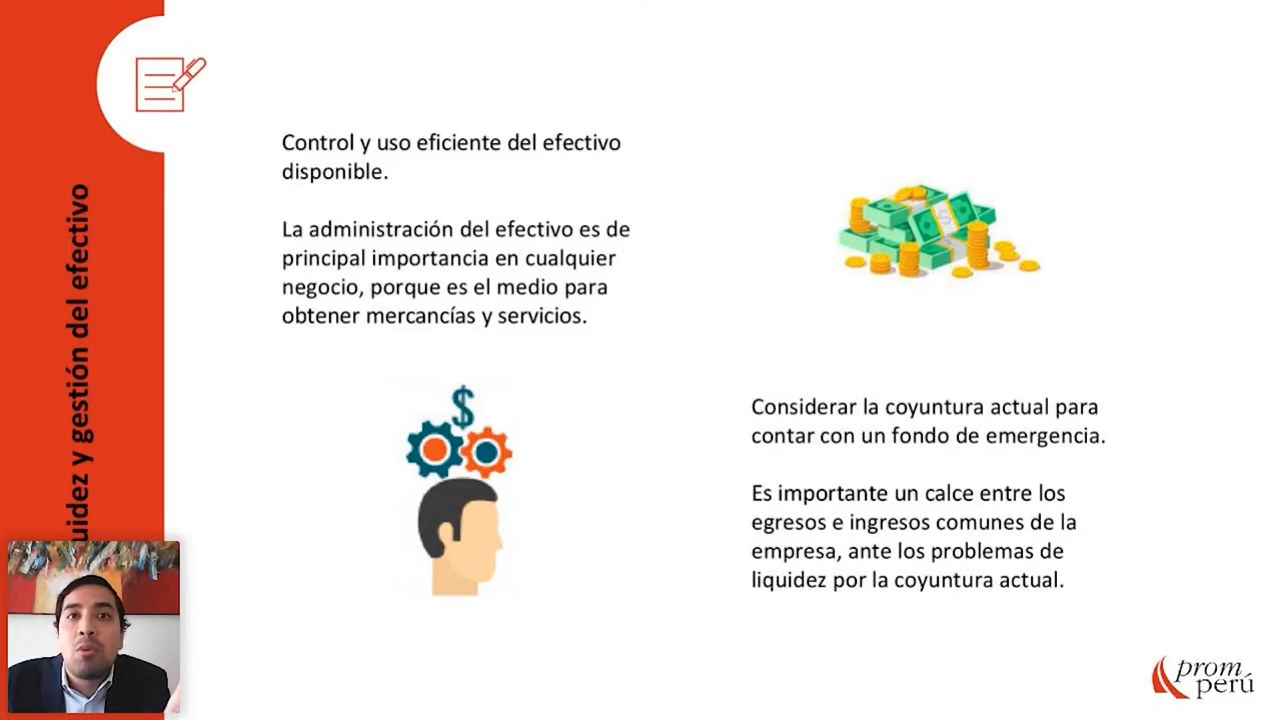 Control y uso eficiente del efectivo
disponible.
La administración del efectivo es de
principal importancia en cualquier
negocio, porque es el medio para
obtener mercancías y servicios.
$
Considerar la coyuntura actual para
contar con un fondo de emergencia.
Es importante un calce entre los
egresos e ingresos comunes de la
empresa, ante los problemas de
liquidez por la coyuntura actual.
y gestión del efectivo
prom
perú